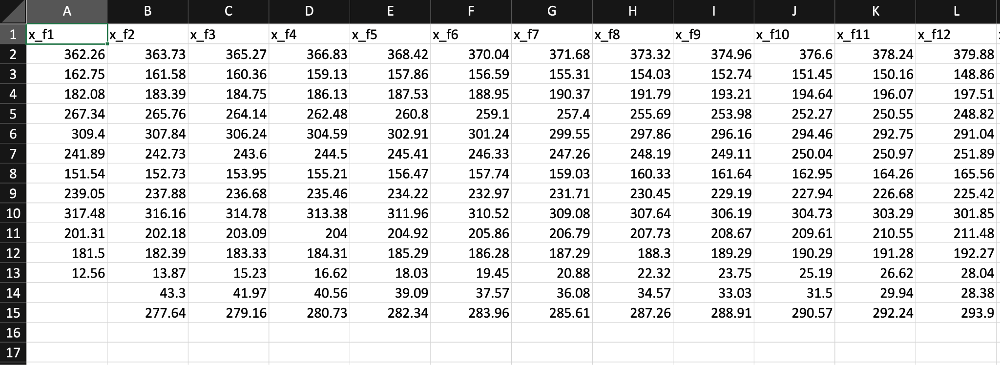 A B C D E F G H I J K L
1 x_f1 x_f2 x_f3 x_f4 x_f5 x_f6 x_f7 x_f8 x_f9 x_f10 x_f11 x_f12
2 362.26 363.73 365.27 366.83 368.42 370.04 371.68 373.32 374.96 376.6 378.24 379.88
3 162.75 161.58 160.36 159.13 157.86 156.59 155.31 154.03 152.74 151.45 150.16 148.86
4 182.08 183.39 184.75 186.13 187.53 188.95 190.37 191.79 193.21 194.64 196.07 197.51
5 267.34 265.76 264.14 262.48 260.8 259.1 257.4 255.69 253.98 252.27 250.55 248.82
6 309.4 307.84 306.24 304.59 302.91 301.24 299.55 297.86 296.16 294.46 292.75 291.04
7 241.89 242.73 243.6 244.5 245.41 246.33 247.26 248.19 249.11 250.04 250.97 251.89
8 151.54 152.73 153.95 155.21 156.47 157.74 159.03 160.33 161.64 162.95 164.26 165.56
9 239.05 237.88 236.68 235.46 234.22 232.97 231.71 230.45 229.19 227.94 226.68 225.42
10 317.48 316.16 314.78 313.38 311.96 310.52 309.08 307.64 306.19 304.73 303.29 301.85
11 201.31 202.18 203.09 204 204.92 205.86 206.79 207.73 208.67 209.61 210.55 211.48
12 181.5 182.39 183.33 184.31 185.29 186.28 187.29 188.3 189.29 190.29 191.28 192.27
13 12.56 13.87 15.23 16.62 18.03 19.45 20.88 22.32 23.75 25.19 26.62 28.04
14 43.3 41.97 40.56 39.09 37.57 36.08 34.57 33.03 31.5 29.94 28.38
15 277.64 279.16 280.73 282.34 283.96 285.61 287.26 288.91 290.57 292.24 293.9
16
17